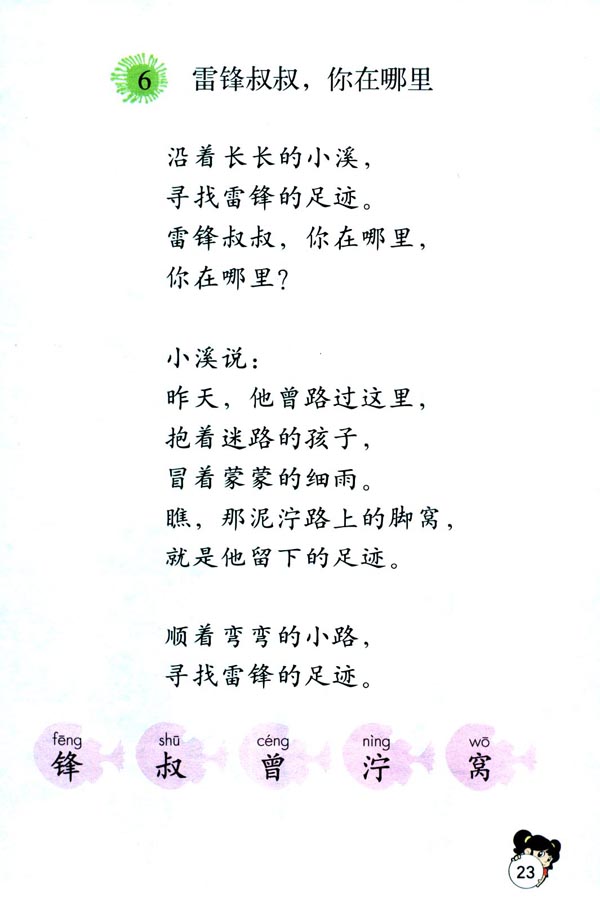 6 雷锋叔叔，你在哪里
沿着长长的小溪，
寻找雷锋的足迹。
雷锋叔叔，你在哪里，
你在哪里？
小溪说：
昨天，他曾路过这里，
抱着迷路的孩子，
冒着蒙蒙的细雨。
瞧，那泥泞路上的脚窝，
就是他留下的足迹。
顺着弯弯的小路，
寻找雷锋的足迹。
fēng shū céng nìng wō
锋 叔 曾 泞 窝
23